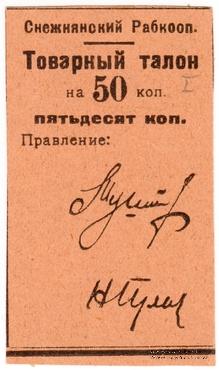 Снежнянский Рабкооп.
Товарный талон
на 50 коп.
пятьдесят коп.
Правление: